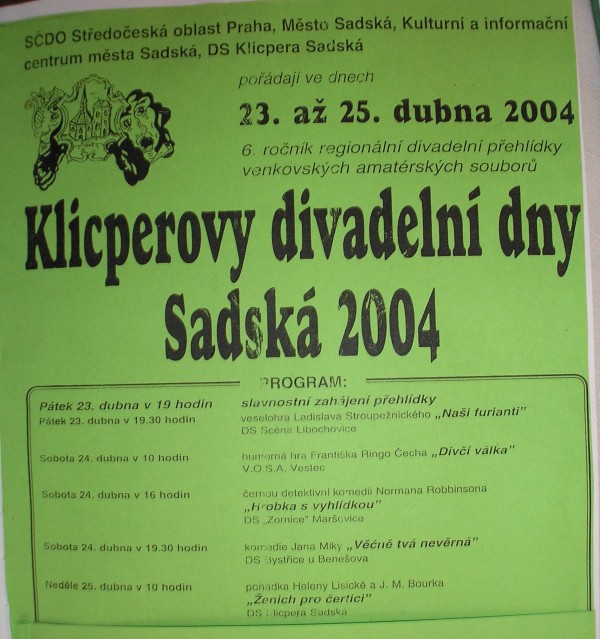 SČDO Středočeská oblast Praha, Město Sadská, Kulturní a informační
centrum města Sadská, DS Klicpera Sadská
pořádají ve dnech
23. až 25. dubna 2004
6. ročník regionální divadelní přehlídky
venkovských amatérských souborů
Klicperovy divadelní dny
Sadská 2004
PROGRAM:
Pátek 23. dubna v 19 hodin slavnostní zahájení přehlídky
Pátek 23. dubna v 19.30 hodin veselohra Ladislava Stroupežnického „Naši furianti"
DS Scéna Libochovice
Sobota 24. dubna v 10 hodin humorná hra Františka Ringo Čecha „Dívčí válka"
V.O.S.A. Vestec
Sobota 24. dubna v 16 hodin černou detektivní komedii Normana Robbinsona
„Hrobka s vyhlídkou"
DS „Zornice" Maršovice
Sobota 24. dubna v 19.30 hodin komedie Jana Míky „Věčně tvá nevěrná"
DS Bystřice u Benešova
Neděle 25. dubna v 10 hodin pohádka Heleny Lisické a J. M. Bourka
„Ženich pro čertici"
DS Klicpera Sadská